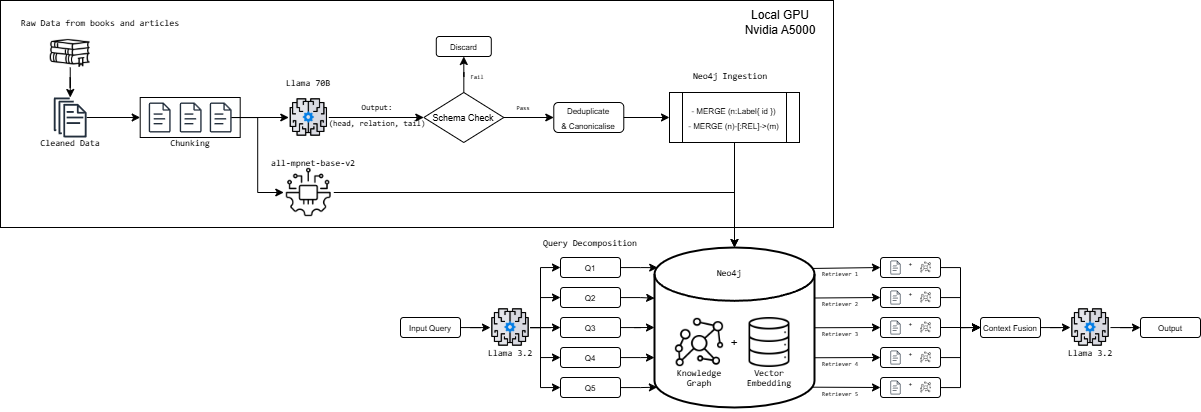 Local GPU
Nvidia A5000
Raw Data from books and articles
Cleaned Data
Chunking
Llama 70B
Output:
(head, relation, tail)
all-mpnet-base-v2
Discard
Fail
Schema Check
Pass
Deduplicate
& Canonicalise
Neo4j Ingestion
- MERGE (n:Label{ id })
- MERGE (n)-[:REL]->(m)
Input Query
Llama 3.2
Query Decomposition
Q1
Q2
Q3
Q4
Q5
Neo4j
+
Knowledge
Graph
Vector
Embedding
Retriever 1
+
Retriever 2
+
Retriever 3
+
Retriever 4
+
Retriever 5
+
Context Fusion
Llama 3.2
Output